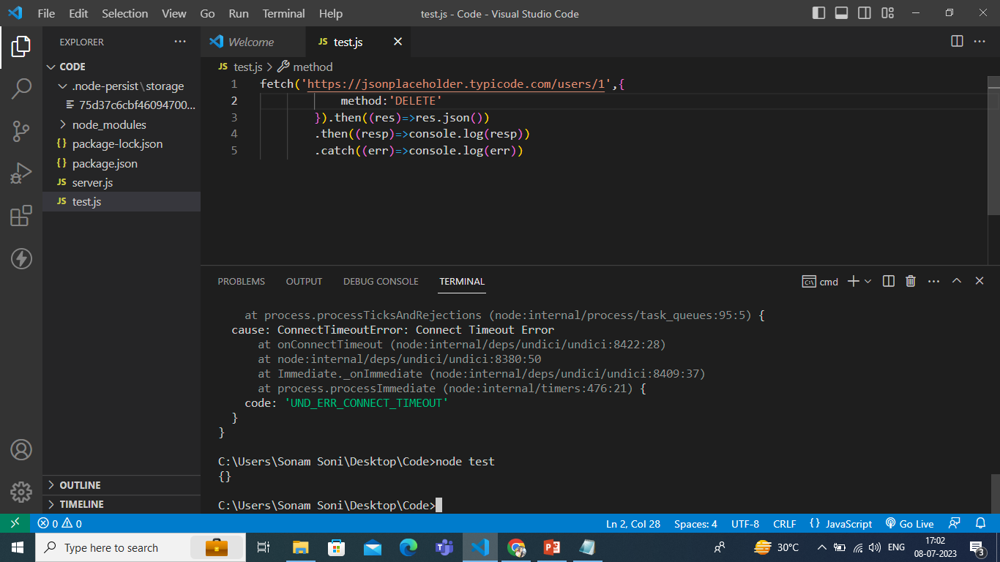 File Edit Selection View Go Run Terminal Help
test.js - Code - Visual Studio Code
EXPLORER
CODE
.node-persist\storage
75d37c6cbf46094700...
node_modules
package-lock.json
package.json
server.js
test.js
OUTLINE
TIMELINE
Welcome
JS test.js
JS test.js > method
1 fetch('https://jsonplaceholder.typicode.com/users/1',{
2 method:'DELETE'
3 }).then((res)=>res.json())
4 .then((resp)=>console.log(resp))
5 .catch((err)=>console.log(err))
PROBLEMS OUTPUT DEBUG CONSOLE TERMINAL
cmd
at process.processTicksAndRejections (node:internal/process/task_queues:95:5) {
cause: ConnectTimeoutError: Connect Timeout Error
at onConnectTimeout (node:internal/deps/undici/undici:8422:28)
at node:internal/deps/undici/undici:8380:50
at Immediate._onImmediate (node:internal/deps/undici/undici:8409:37)
at process.processImmediate (node:internal/timers:476:21) {
code: 'UND_ERR_CONNECT_TIMEOUT'
}
}
C:\Users\Sonam Soni\Desktop\Code>node test
{}
C:\Users\Sonam Soni\Desktop\Code>
0 0
Ln 2, Col 28 Spaces: 4 UTF-8 CRLF {} JavaScript Go Live
Type here to search
30°C
ENG
17:02
08-07-2023
3